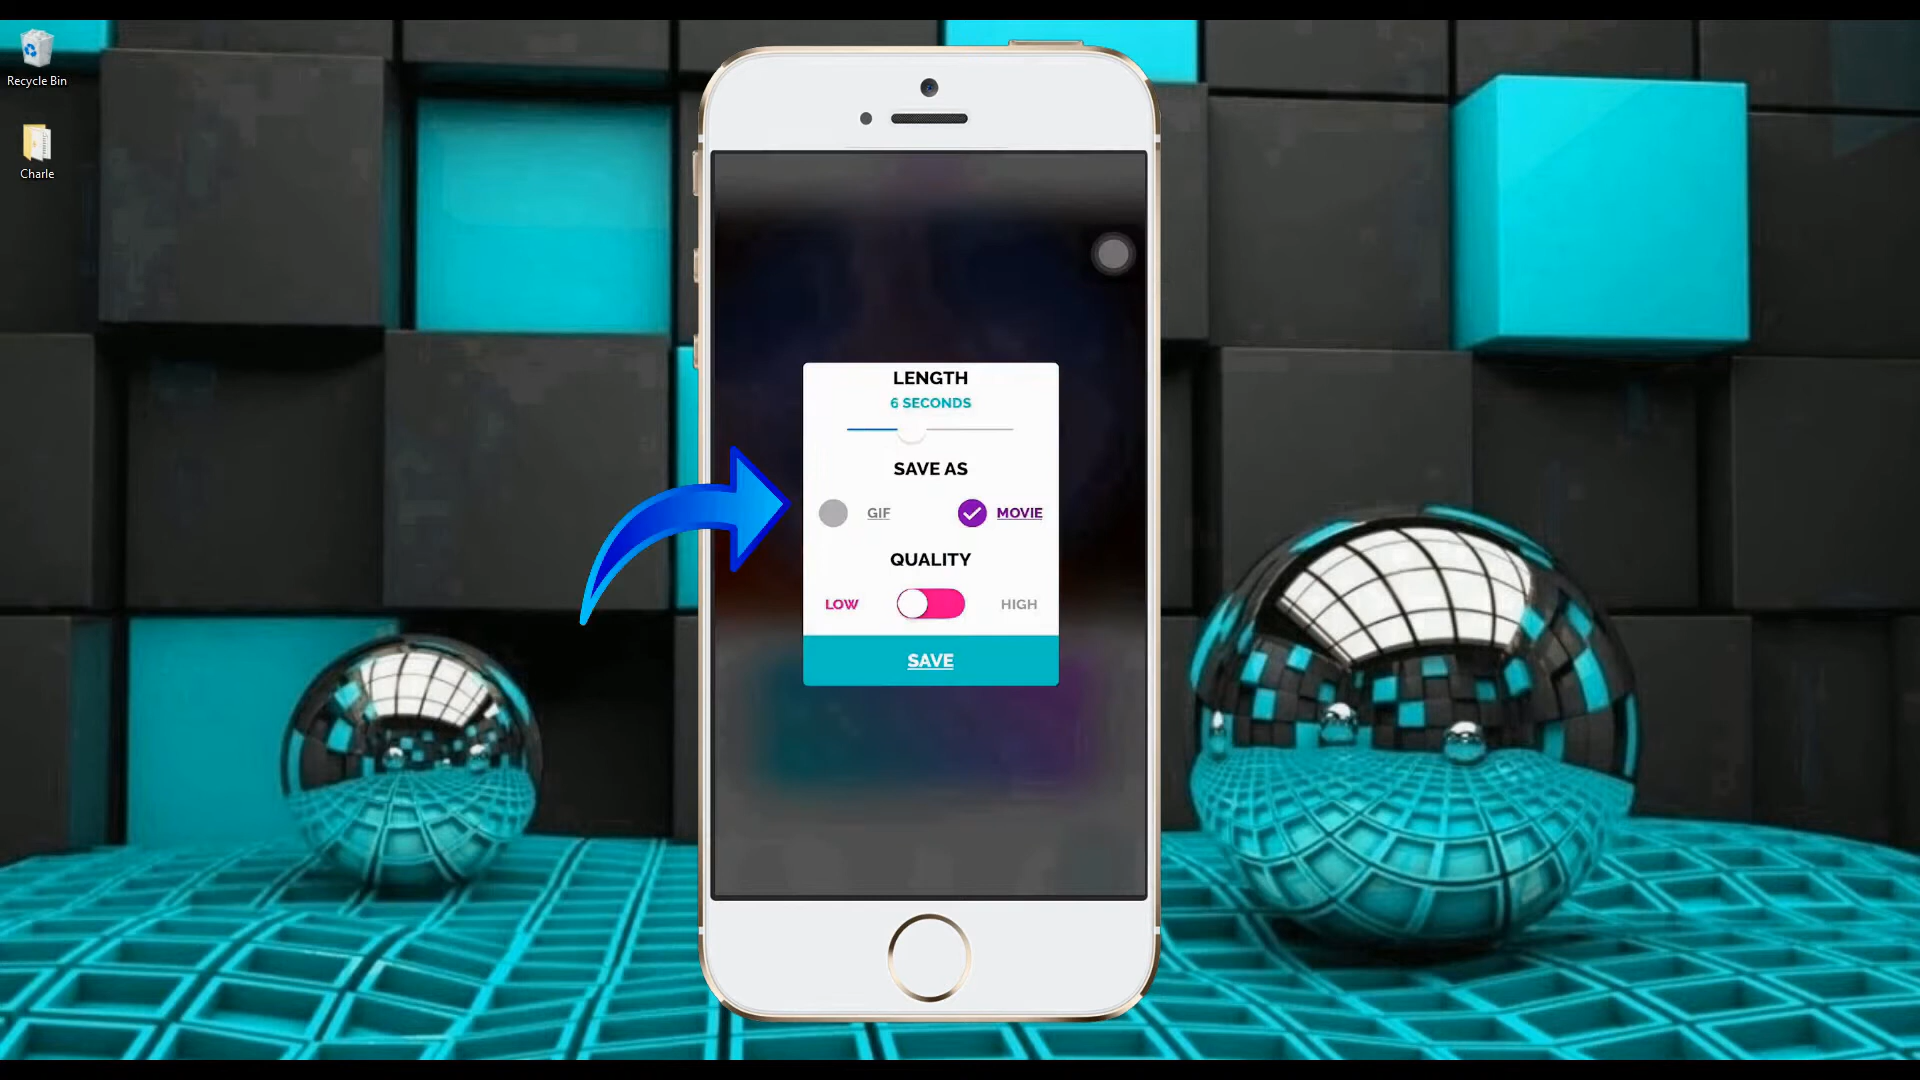 Recycle Bin
Charle
LENGTH
6 SECONDS
SAVE AS
GIF MOVIE
QUALITY
LOW HIGH
SAVE